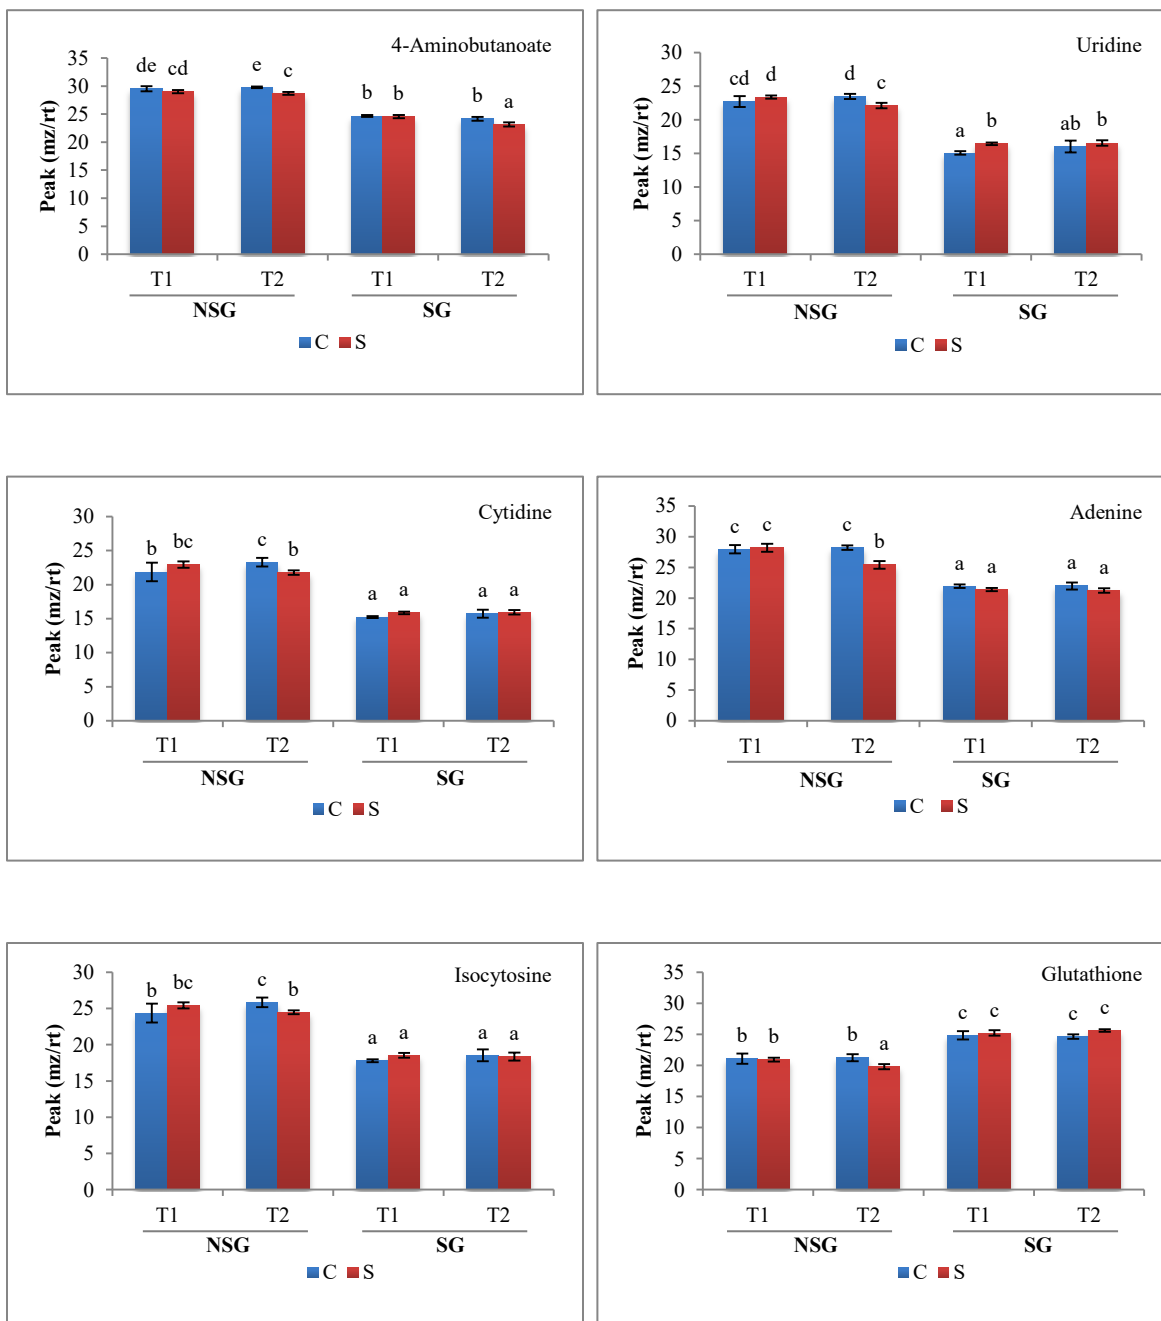 4-Aminobutanoate
Peak (mz/rt)
35
30
25
20
15
10
5
0
de cd e c b b b a
T1 T2 T1 T2
NSG SG
C S
Uridine
Peak (mz/rt)
30
25
20
15
10
5
0
cd d d c a b ab b
T1 T2 T1 T2
NSG SG
C S
Cytidine
Peak (mz/rt)
30
25
20
15
10
5
0
b bc c b a a a a
T1 T2 T1 T2
NSG SG
C S
Adenine
Peak (mz/rt)
35
30
25
20
15
10
5
0
c c c b a a a a
T1 T2 T1 T2
NSG SG
C S
Isocytosine
Peak (mz/rt)
30
25
20
15
10
5
0
b bc c b a a a a
T1 T2 T1 T2
NSG SG
C S
Glutathione
Peak (mz/rt)
35
30
25
20
15
10
5
0
b b b a c c c c
T1 T2 T1 T2
NSG SG
C S